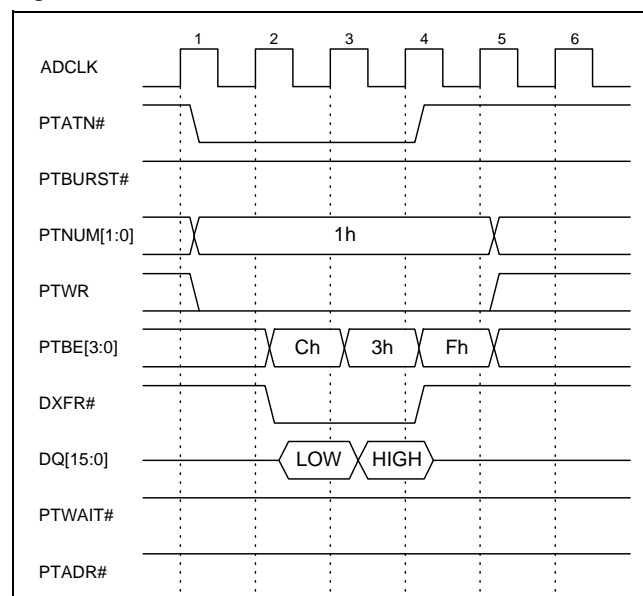 1 2 3 4 5 6
ADCLK
PTATN#
PTBURST#
PTNUM[1:0] 1h
PTWR
PTBE[3:0] Ch 3h Fh
DXFR#
DQ[15:0] LOW HIGH
PTWAIT#
PTADR#